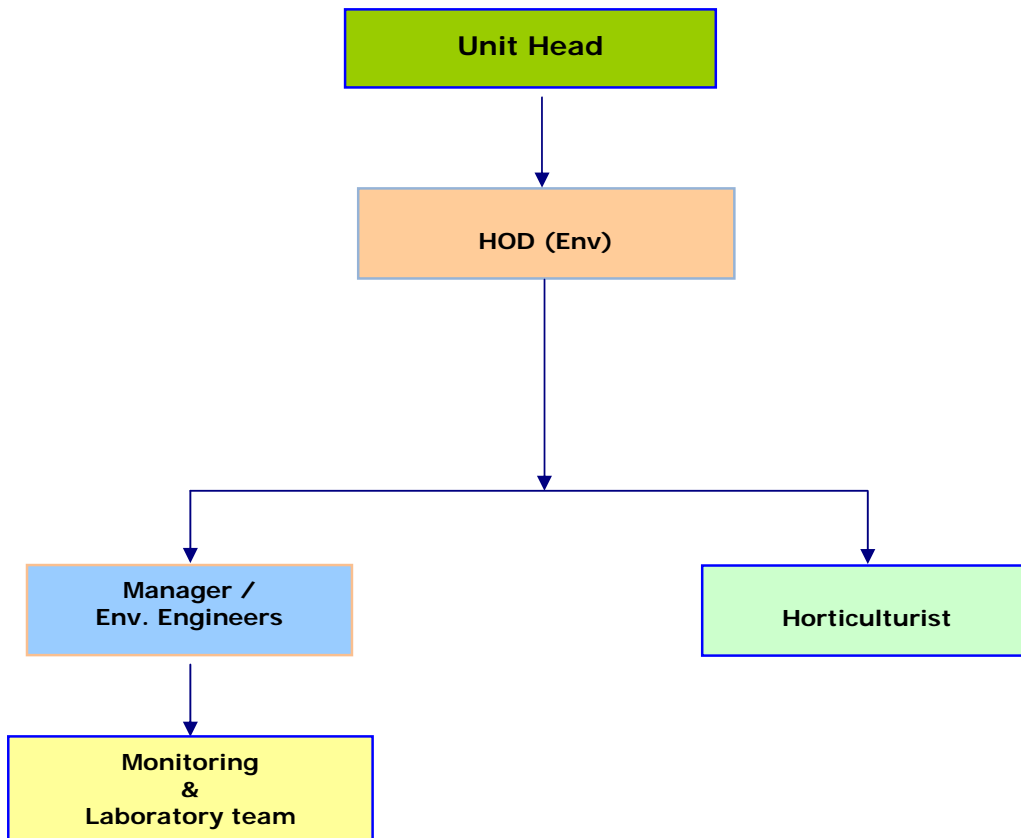 Unit Head
HOD (Env)
Manager /
Env. Engineers
Horticulturist
Monitoring
&
Laboratory team